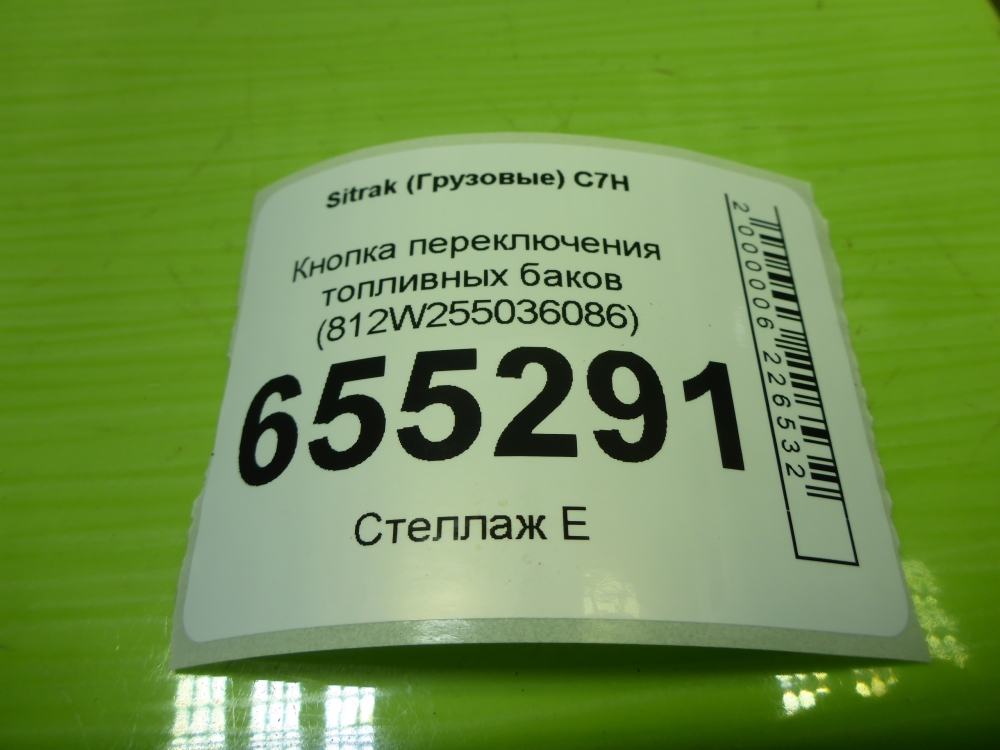 Sitrak (Грузовые) C7H
Кнопка переключения
топливных баков
(812W255036086)
655291
Стеллаж Е
2000006226532